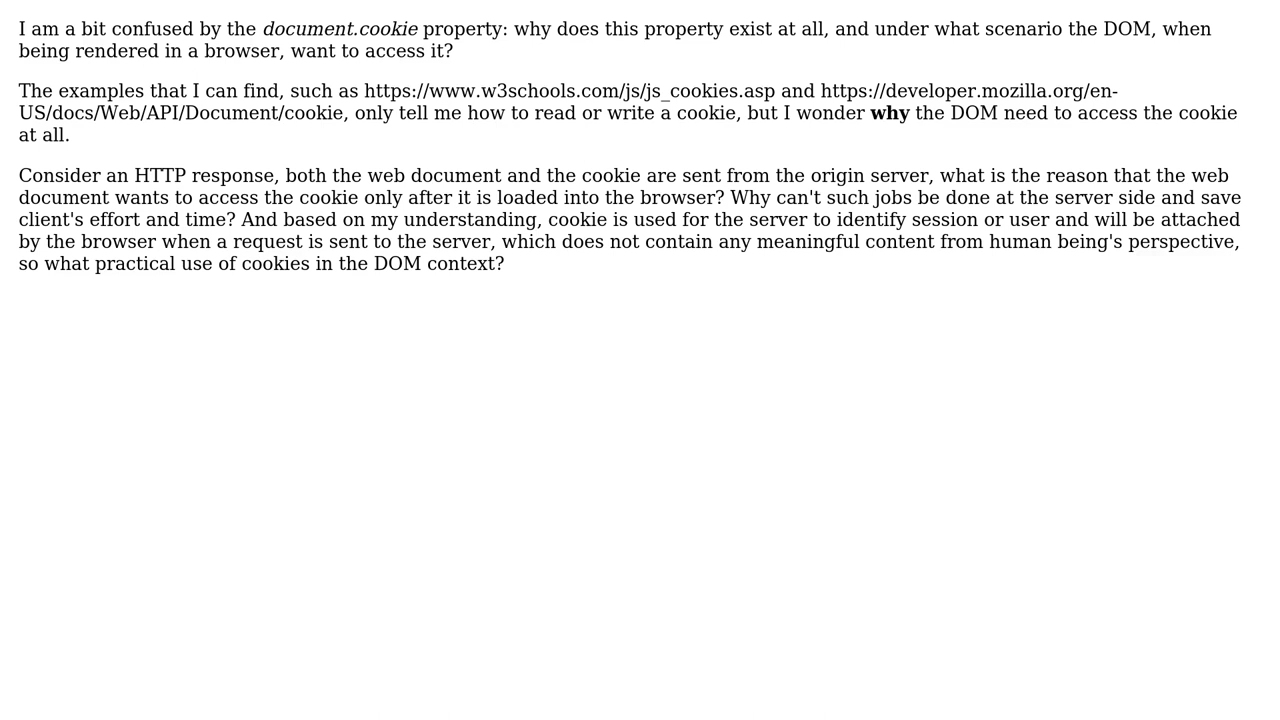 I am a bit confused by the document.cookie property: why does this property exist at all, and under what scenario the DOM, when
being rendered in a browser, want to access it?
The examples that I can find, such as https://www.w3schools.com/js/js_cookies.asp and https://developer.mozilla.org/en-
US/docs/Web/API/Document/cookie, only tell me how to read or write a cookie, but I wonder why the DOM need to access the cookie
at all.
Consider an HTTP response, both the web document and the cookie are sent from the origin server, what is the reason that the web
document wants to access the cookie only after it is loaded into the browser? Why can't such jobs be done at the server side and save
client's effort and time? And based on my understanding, cookie is used for the server to identify session or user and will be attached
by the browser when a request is sent to the server, which does not contain any meaningful content from human being's perspective,
so what practical use of cookies in the DOM context?